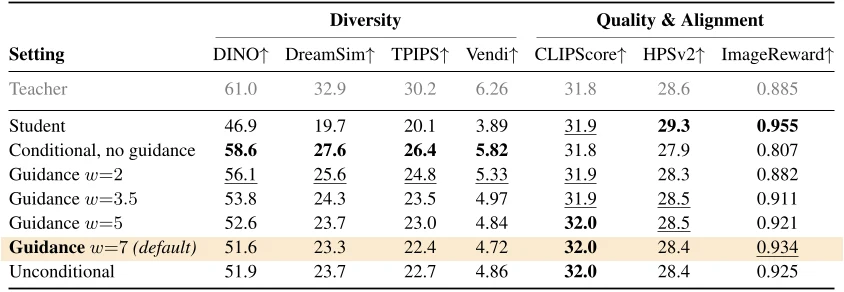 Diversity Quality & Alignment
Setting DINO↑ DreamSim↑ TPIPS↑ Vendi↑ CLIPScore↑ HPSv2↑ ImageReward↑
Teacher 61.0 32.9 30.2 6.26 31.8 28.6 0.885
Student 46.9 19.7 20.1 3.89 31.9 29.3 0.955
Conditional, no guidance 58.6 27.6 26.4 5.82 31.8 27.9 0.807
Guidance w=2 56.1 25.6 24.8 5.33 31.9 28.3 0.882
Guidance w=3.5 53.8 24.3 23.5 4.97 31.9 28.5 0.911
Guidance w=5 52.6 23.7 23.0 4.84 32.0 28.5 0.921
Guidance w=7 (default) 51.6 23.3 22.4 4.72 32.0 28.4 0.934
Unconditional 51.9 23.7 22.7 4.86 32.0 28.4 0.925